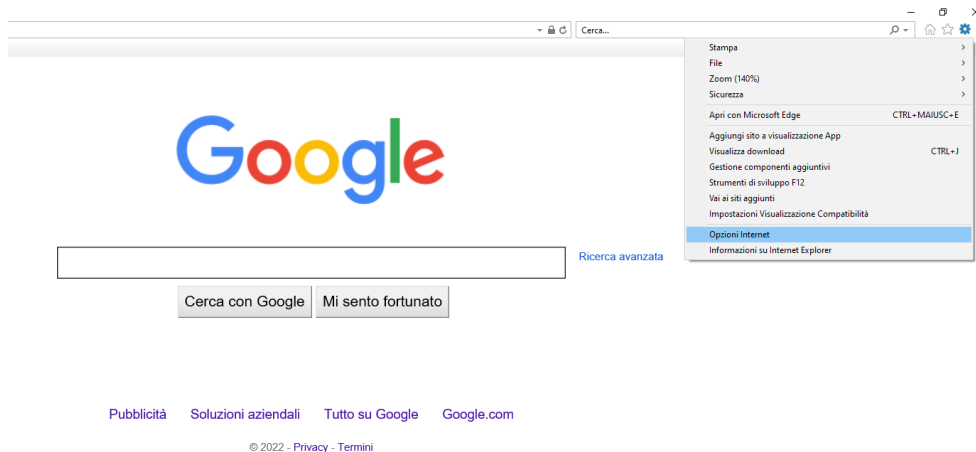 Cerca...
Stampa
File
Zoom (140%)
Sicurezza
Apri con Microsoft Edge CTRL+MAIUSC+E
Aggiungi sito a visualizzazione App
Visualizza download CTRL+J
Gestione componenti aggiuntivi
Strumenti di sviluppo F12
Vai ai siti aggiunti
Impostazioni Visualizzazione Compatibilità
Opzioni Internet
Informazioni su Internet Explorer
Google
Ricerca avanzata
Cerca con Google Mi sento fortunato
Pubblicità Soluzioni aziendali Tutto su Google Google.com
© 2022 - Privacy - Termini